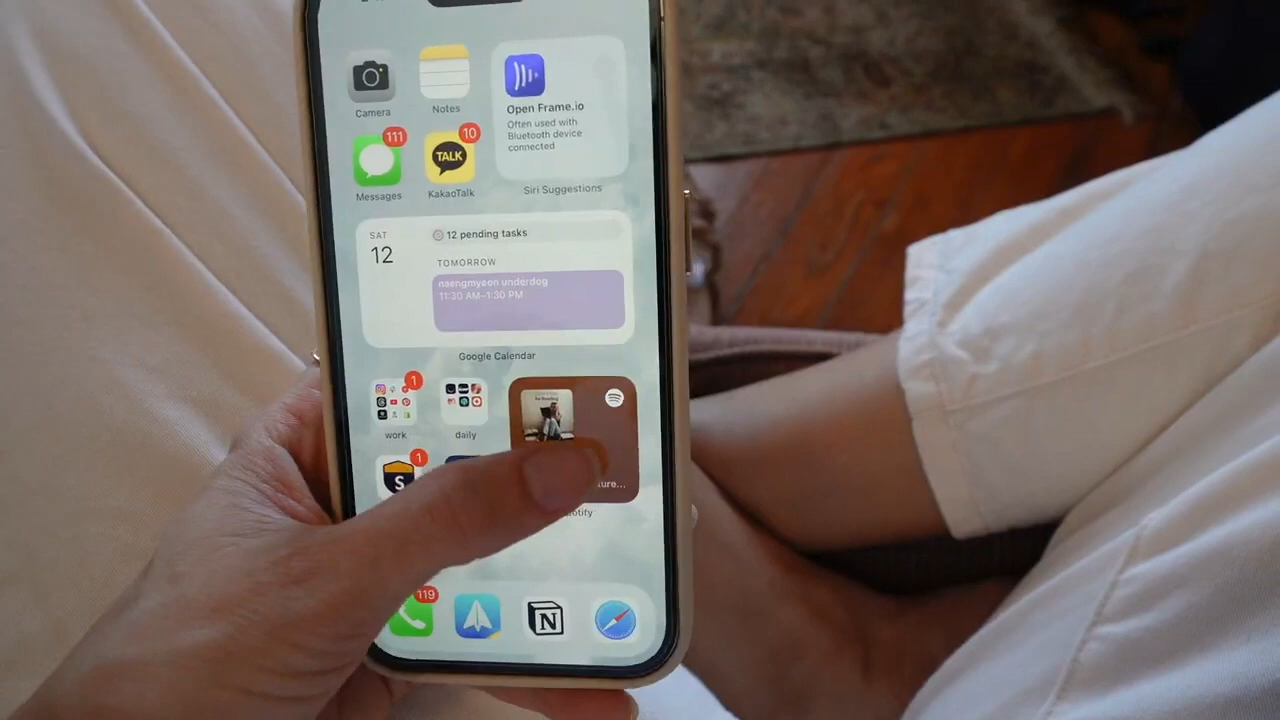 Camera
Notes
Open Frame.io
Often used with
Bluetooth device
connected
111
10
TALK
Messages
KakaoTalk
Siri Suggestions
SAT
12
12 pending tasks
TOMORROW
naengmyeon underdog
11:30 AM–1:30 PM
Google Calendar
1
work
daily
1
S
ure...
otify
119
N